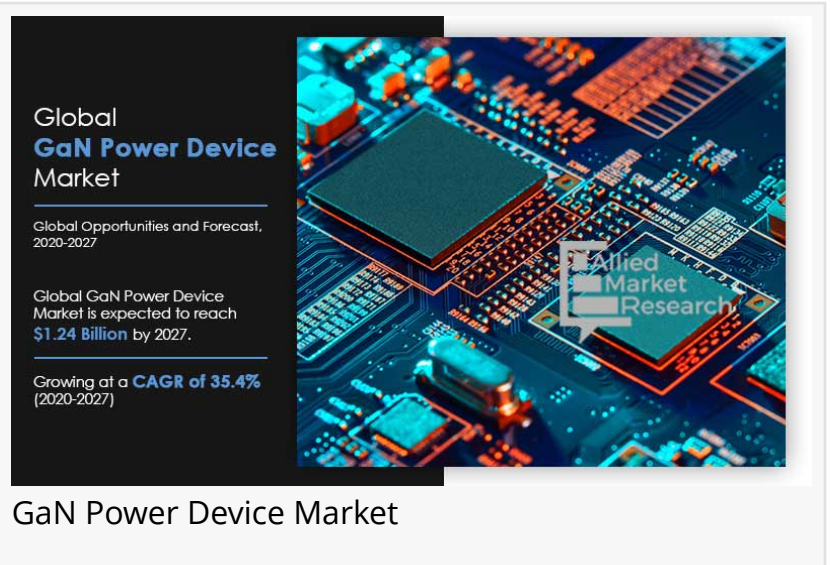 Global
GaN Power Device
Market
Global Opportunities and Forecast,
2020-2027
Global GaN Power Device
Market is expected to reach
$1.24 Billion by 2027.
Growing at a CAGR of 35.4%
(2020-2027)
Allied
Market
Research
GaN Power Device Market